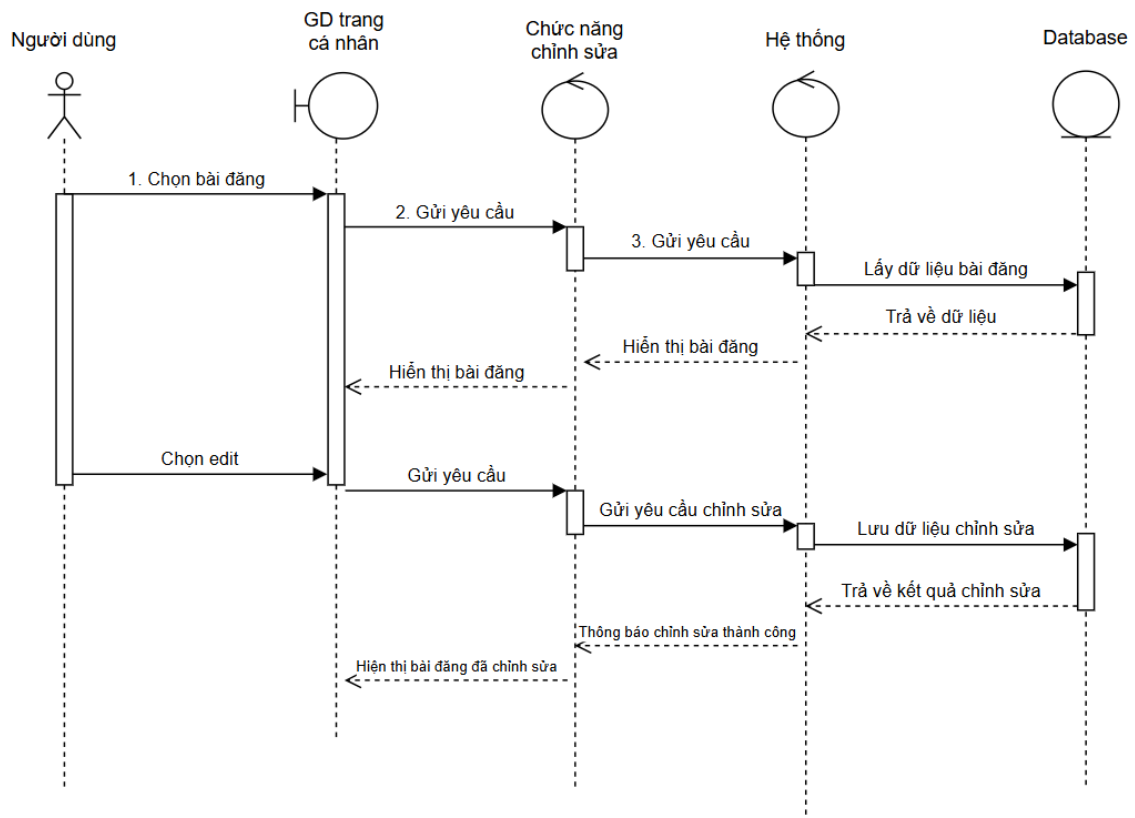 Người dùng
GD trang
cá nhân
Chức năng
chỉnh sửa
Hệ thống
Database
1. Chọn bài đăng
2. Gửi yêu cầu
3. Gửi yêu cầu
Lấy dữ liệu bài đăng
Trả về dữ liệu
Hiển thị bài đăng
Hiển thị bài đăng
Chọn edit
Gửi yêu cầu
Gửi yêu cầu chỉnh sửa
Lưu dữ liệu chỉnh sửa
Trả về kết quả chỉnh sửa
Thông báo chỉnh sửa thành công
Hiện thị bài đăng đã chỉnh sửa